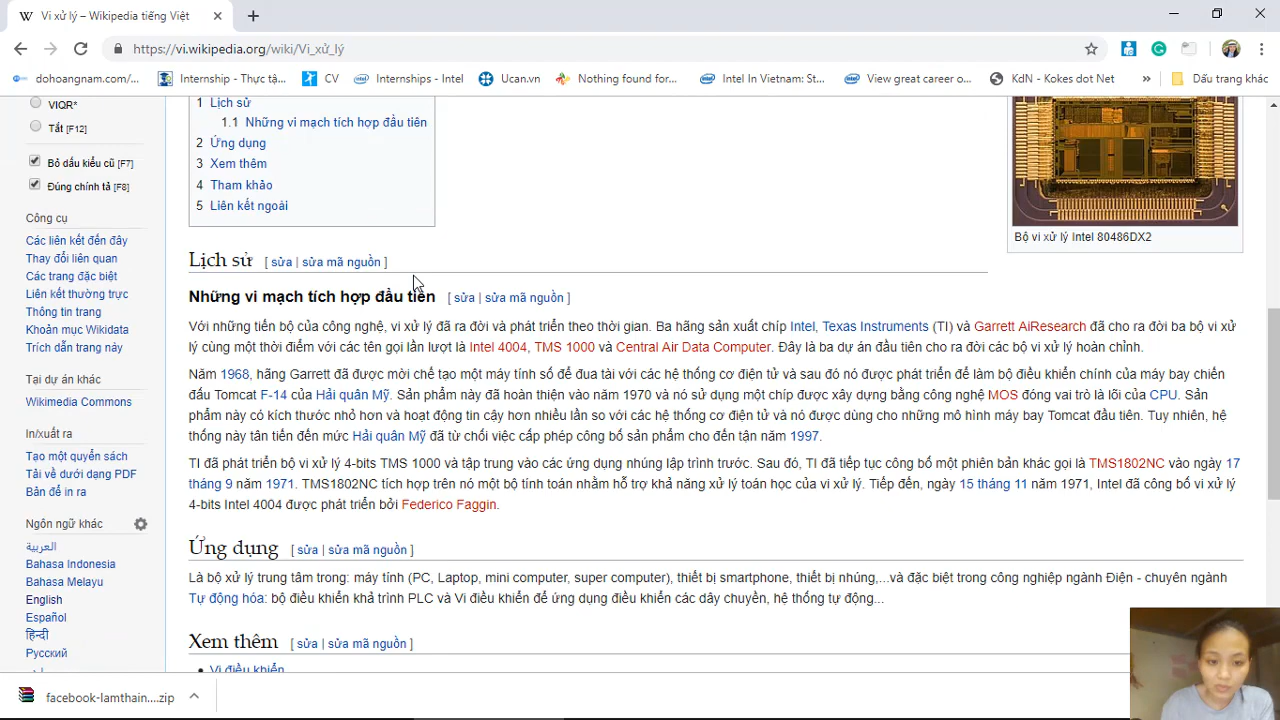 Vi xử lý – Wikipedia tiếng Việt
https://vi.wikipedia.org/wiki/Vi_xử_lý
dohoangnam.com/... Internship - Thực tậ... CV Internships - Intel Ucan.vn Nothing found for... Intel In Vietnam: St... View great career o... KdN - Kokes dot Net » Dấu trang khác
VIQR*
Tắt [F12]
Bỏ dấu kiểu cũ [F7]
Đúng chính tả [F8]
Công cụ
Các liên kết đến đây
Thay đổi liên quan
Các trang đặc biệt
Liên kết thường trực
Thông tin trang
Khoản mục Wikidata
Trích dẫn trang này
Tại dự án khác
Wikimedia Commons
In/xuất ra
Tạo một quyển sách
Tải về dưới dạng PDF
Bản để in ra
Ngôn ngữ khác
العربية
Bahasa Indonesia
Bahasa Melayu
English
Español
हिन्दी
Русский
1 Lịch sử
1.1 Những vi mạch tích hợp đầu tiên
2 Ứng dụng
3 Xem thêm
4 Tham khảo
5 Liên kết ngoài
Bộ vi xử lý Intel 80486DX2
Lịch sử [ sửa | sửa mã nguồn ]
Những vi mạch tích hợp đầu tiên [ sửa | sửa mã nguồn ]
Với những tiến bộ của công nghệ, vi xử lý đã ra đời và phát triển theo thời gian. Ba hãng sản xuất chíp Intel, Texas Instruments (TI) và Garrett AiResearch đã cho ra đời ba bộ vi xử
lý cùng một thời điểm với các tên gọi lần lượt là Intel 4004, TMS 1000 và Central Air Data Computer. Đây là ba dự án đầu tiên cho ra đời các bộ vi xử lý hoàn chỉnh.
Năm 1968, hãng Garrett đã được mời chế tạo một máy tính số để đua tài với các hệ thống cơ điện tử và sau đó nó được phát triển để làm bộ điều khiển chính của máy bay chiến
đấu Tomcat F-14 của Hải quân Mỹ. Sản phẩm này đã hoàn thiện vào năm 1970 và nó sử dụng một chíp được xây dựng bằng công nghệ MOS đóng vai trò là lõi của CPU. Sản
phẩm này có kích thước nhỏ hơn và hoạt động tin cậy hơn nhiều lần so với các hệ thống cơ điện tử và nó được dùng cho những mô hình máy bay Tomcat đầu tiên. Tuy nhiên, hệ
thống này tân tiến đến mức Hải quân Mỹ đã từ chối việc cấp phép công bố sản phẩm cho đến tận năm 1997.
TI đã phát triển bộ vi xử lý 4-bits TMS 1000 và tập trung vào các ứng dụng nhúng lập trình trước. Sau đó, TI đã tiếp tục công bố một phiên bản khác gọi là TMS1802NC vào ngày 17
tháng 9 năm 1971. TMS1802NC tích hợp trên nó một bộ tính toán nhằm hỗ trợ khả năng xử lý toán học của vi xử lý. Tiếp đến, ngày 15 tháng 11 năm 1971, Intel đã công bố vi xử lý
4-bits Intel 4004 được phát triển bởi Federico Faggin.
Ứng dụng [ sửa | sửa mã nguồn ]
Là bộ xử lý trung tâm trong: máy tính (PC, Laptop, mini computer, super computer), thiết bị smartphone, thiết bị nhúng,...và đặc biệt trong công nghiệp ngành Điện - chuyên ngành
Tự động hóa: bộ điều khiển khả trình PLC và Vi điều khiển để ứng dụng điều khiển các dây chuyền, hệ thống tự động...
Xem thêm [ sửa | sửa mã nguồn ]
Vi điều khiển
facebook-lamthain....zip